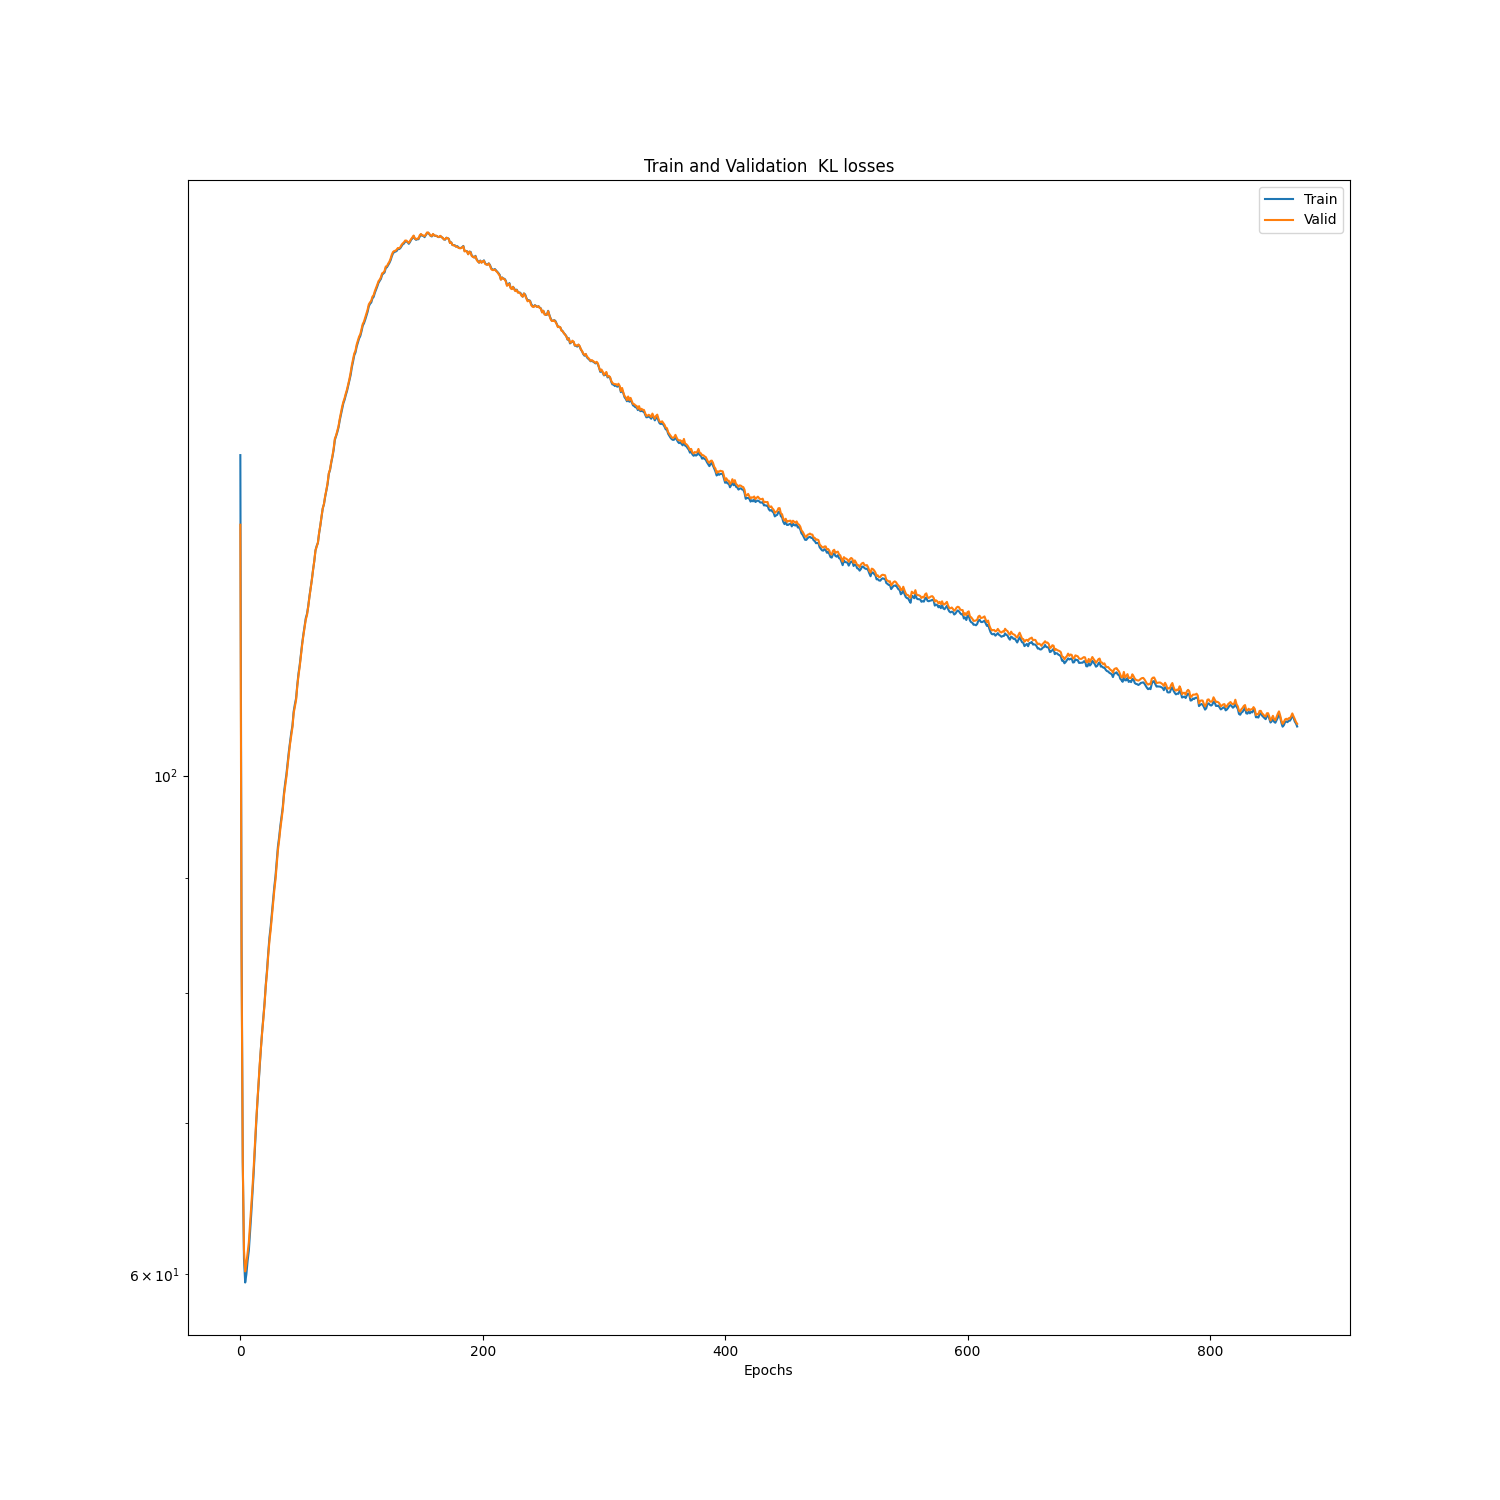 Train and Validation  KL losses
Train
Valid
10²
6 × 10¹
0 200 400 600 800
Epochs